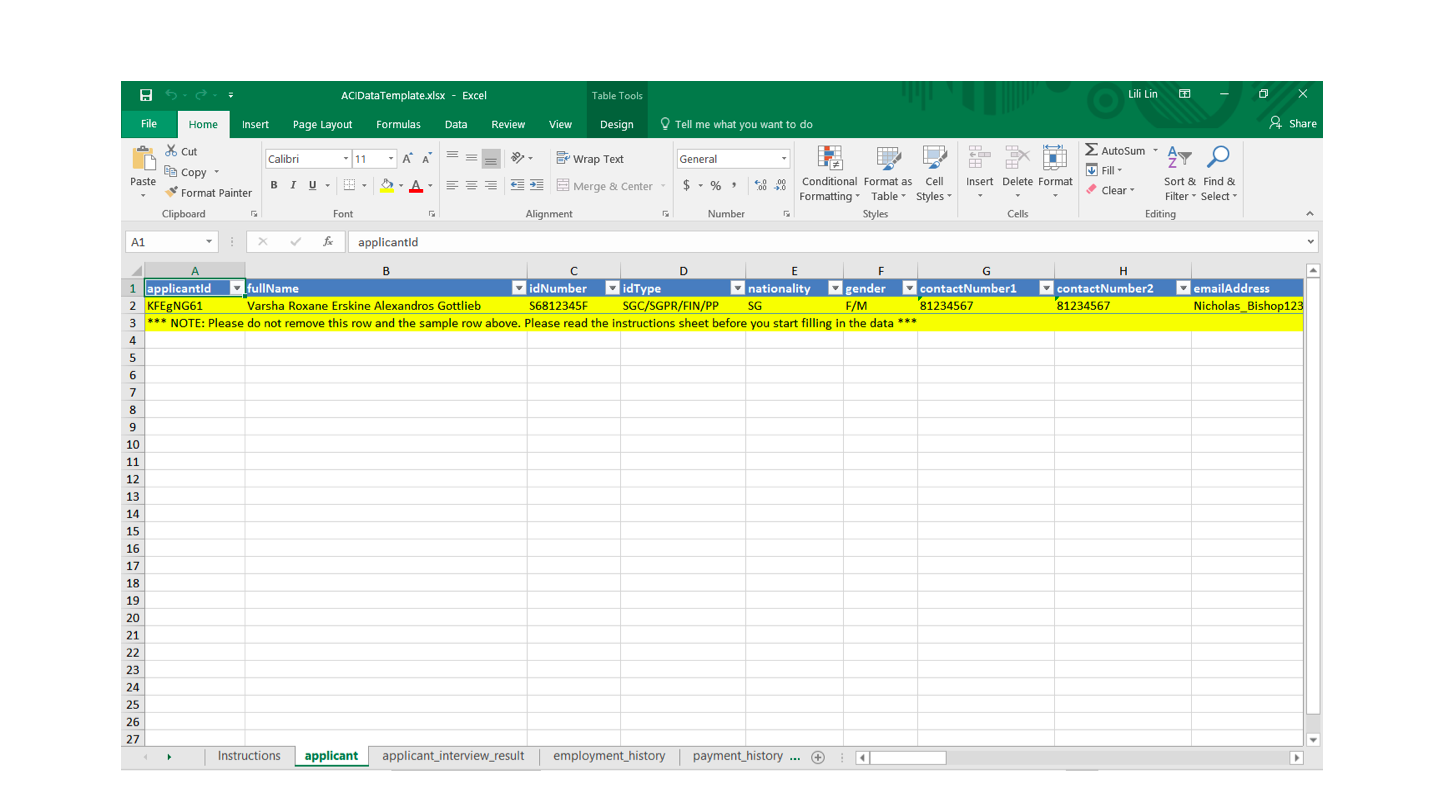 ACIDataTemplate.xlsx - Excel Table Tools Lili Lin
File Home Insert Page Layout Formulas Data Review View Design Tell me what you want to do Share
Cut
Copy
Format Painter
Paste
Clipboard
Calibri 11 A A
B I U A
Font
Wrap Text
Merge & Center
Alignment
General
$ % , .00 .00
Number
Conditional Formatting
Format as Table
Cell Styles
Styles
Insert Delete Format
Cells
AutoSum
Fill
Clear
Sort & Filter
Find & Select
Editing
A1 fx applicantId
A B C D E F G H
1 applicantId fullName idNumber idType nationality gender contactNumber1 contactNumber2 emailAddress
2 KFEgNG61 Varsha Roxane Erskine Alexandros Gottlieb S6812345F SGC/SGPR/FIN/PP SG F/M 81234567 81234567 Nicholas_Bishop123
3 *** NOTE: Please do not remove this row and the sample row above. Please read the instructions sheet before you start filling in the data ***
4
5
6
7
8
9
10
11
12
13
14
15
16
17
18
19
20
21
22
23
24
25
26
27
Instructions applicant applicant_interview_result employment_history payment_history ...